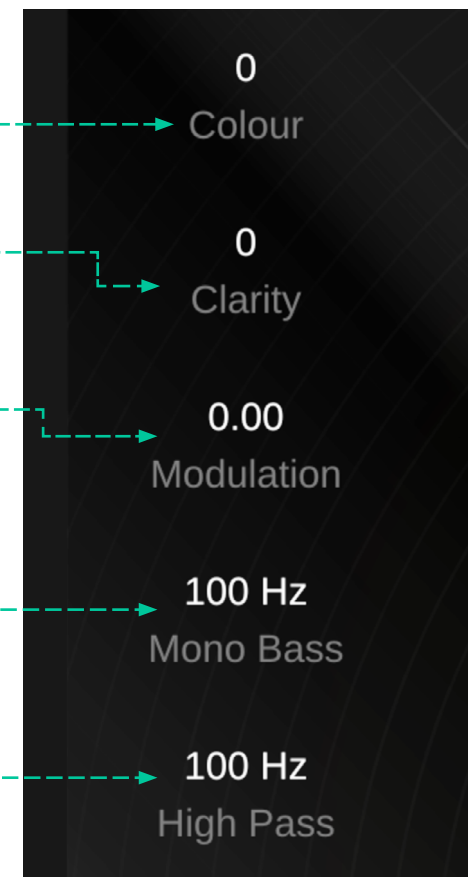 0
Colour
0
Clarity
0.00
Modulation
100 Hz
Mono Bass
100 Hz
High Pass